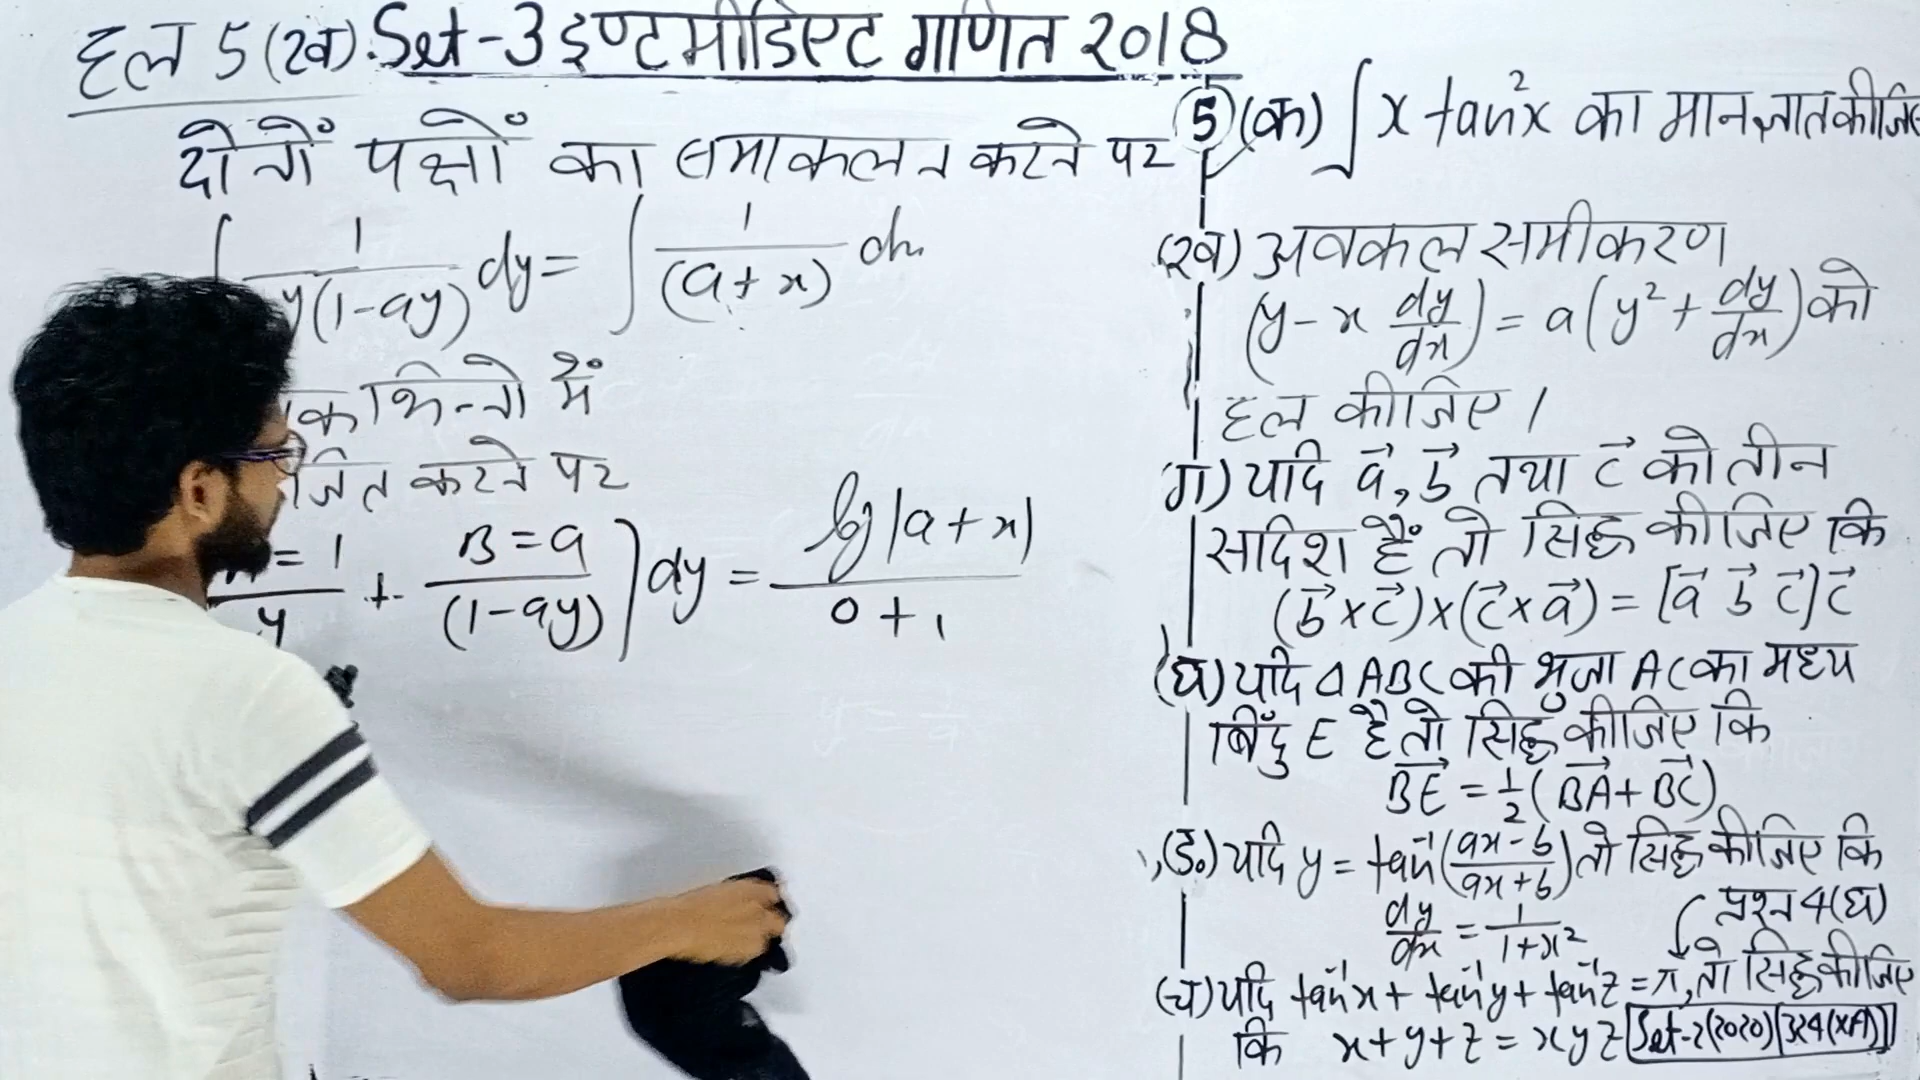 हल 5 (ख). Set-3 इण्टमीडिएट गणित 2018
दोनों पक्षों का समाकलन करने पर
∫ 1/y(1-ay) dy = ∫ 1/(a+x) dx
भिन्नों में
करने पर
= 1/y + B=a/(1-ay) ] dy = log|a+x|/0+1
5 (क) ∫ x tan²x का मान ज्ञात कीजिए
(ख) अवकल समीकरण
(y - x dy/dx) = a(y² + dy/dx) को
हल कीजिए।
ग) यदि a⃗, b⃗ तथा c⃗ को तीन
सदिश हैं तो सिद्ध कीजिए कि
(b⃗×c⃗)×(c⃗×a⃗) = [a⃗ b⃗ c⃗]c⃗
(घ) यदि Δ ABC की भुजा AC का मध्य
बिंदु E है तो सिद्ध कीजिए कि
BE⃗ = 1/2(BA⃗ + BC⃗)
(ड.) यदि y = tan⁻¹(ax-b/ax+b) तो सिद्ध कीजिए कि
dy/dx = 1/1+x²
प्रश्न 4(घ)
(च) यदि tan⁻¹x + tan⁻¹y + tan⁻¹z = π, तो सिद्ध कीजिए
कि x+y+z = xyz [Set-2(2020)[324(XA)]]